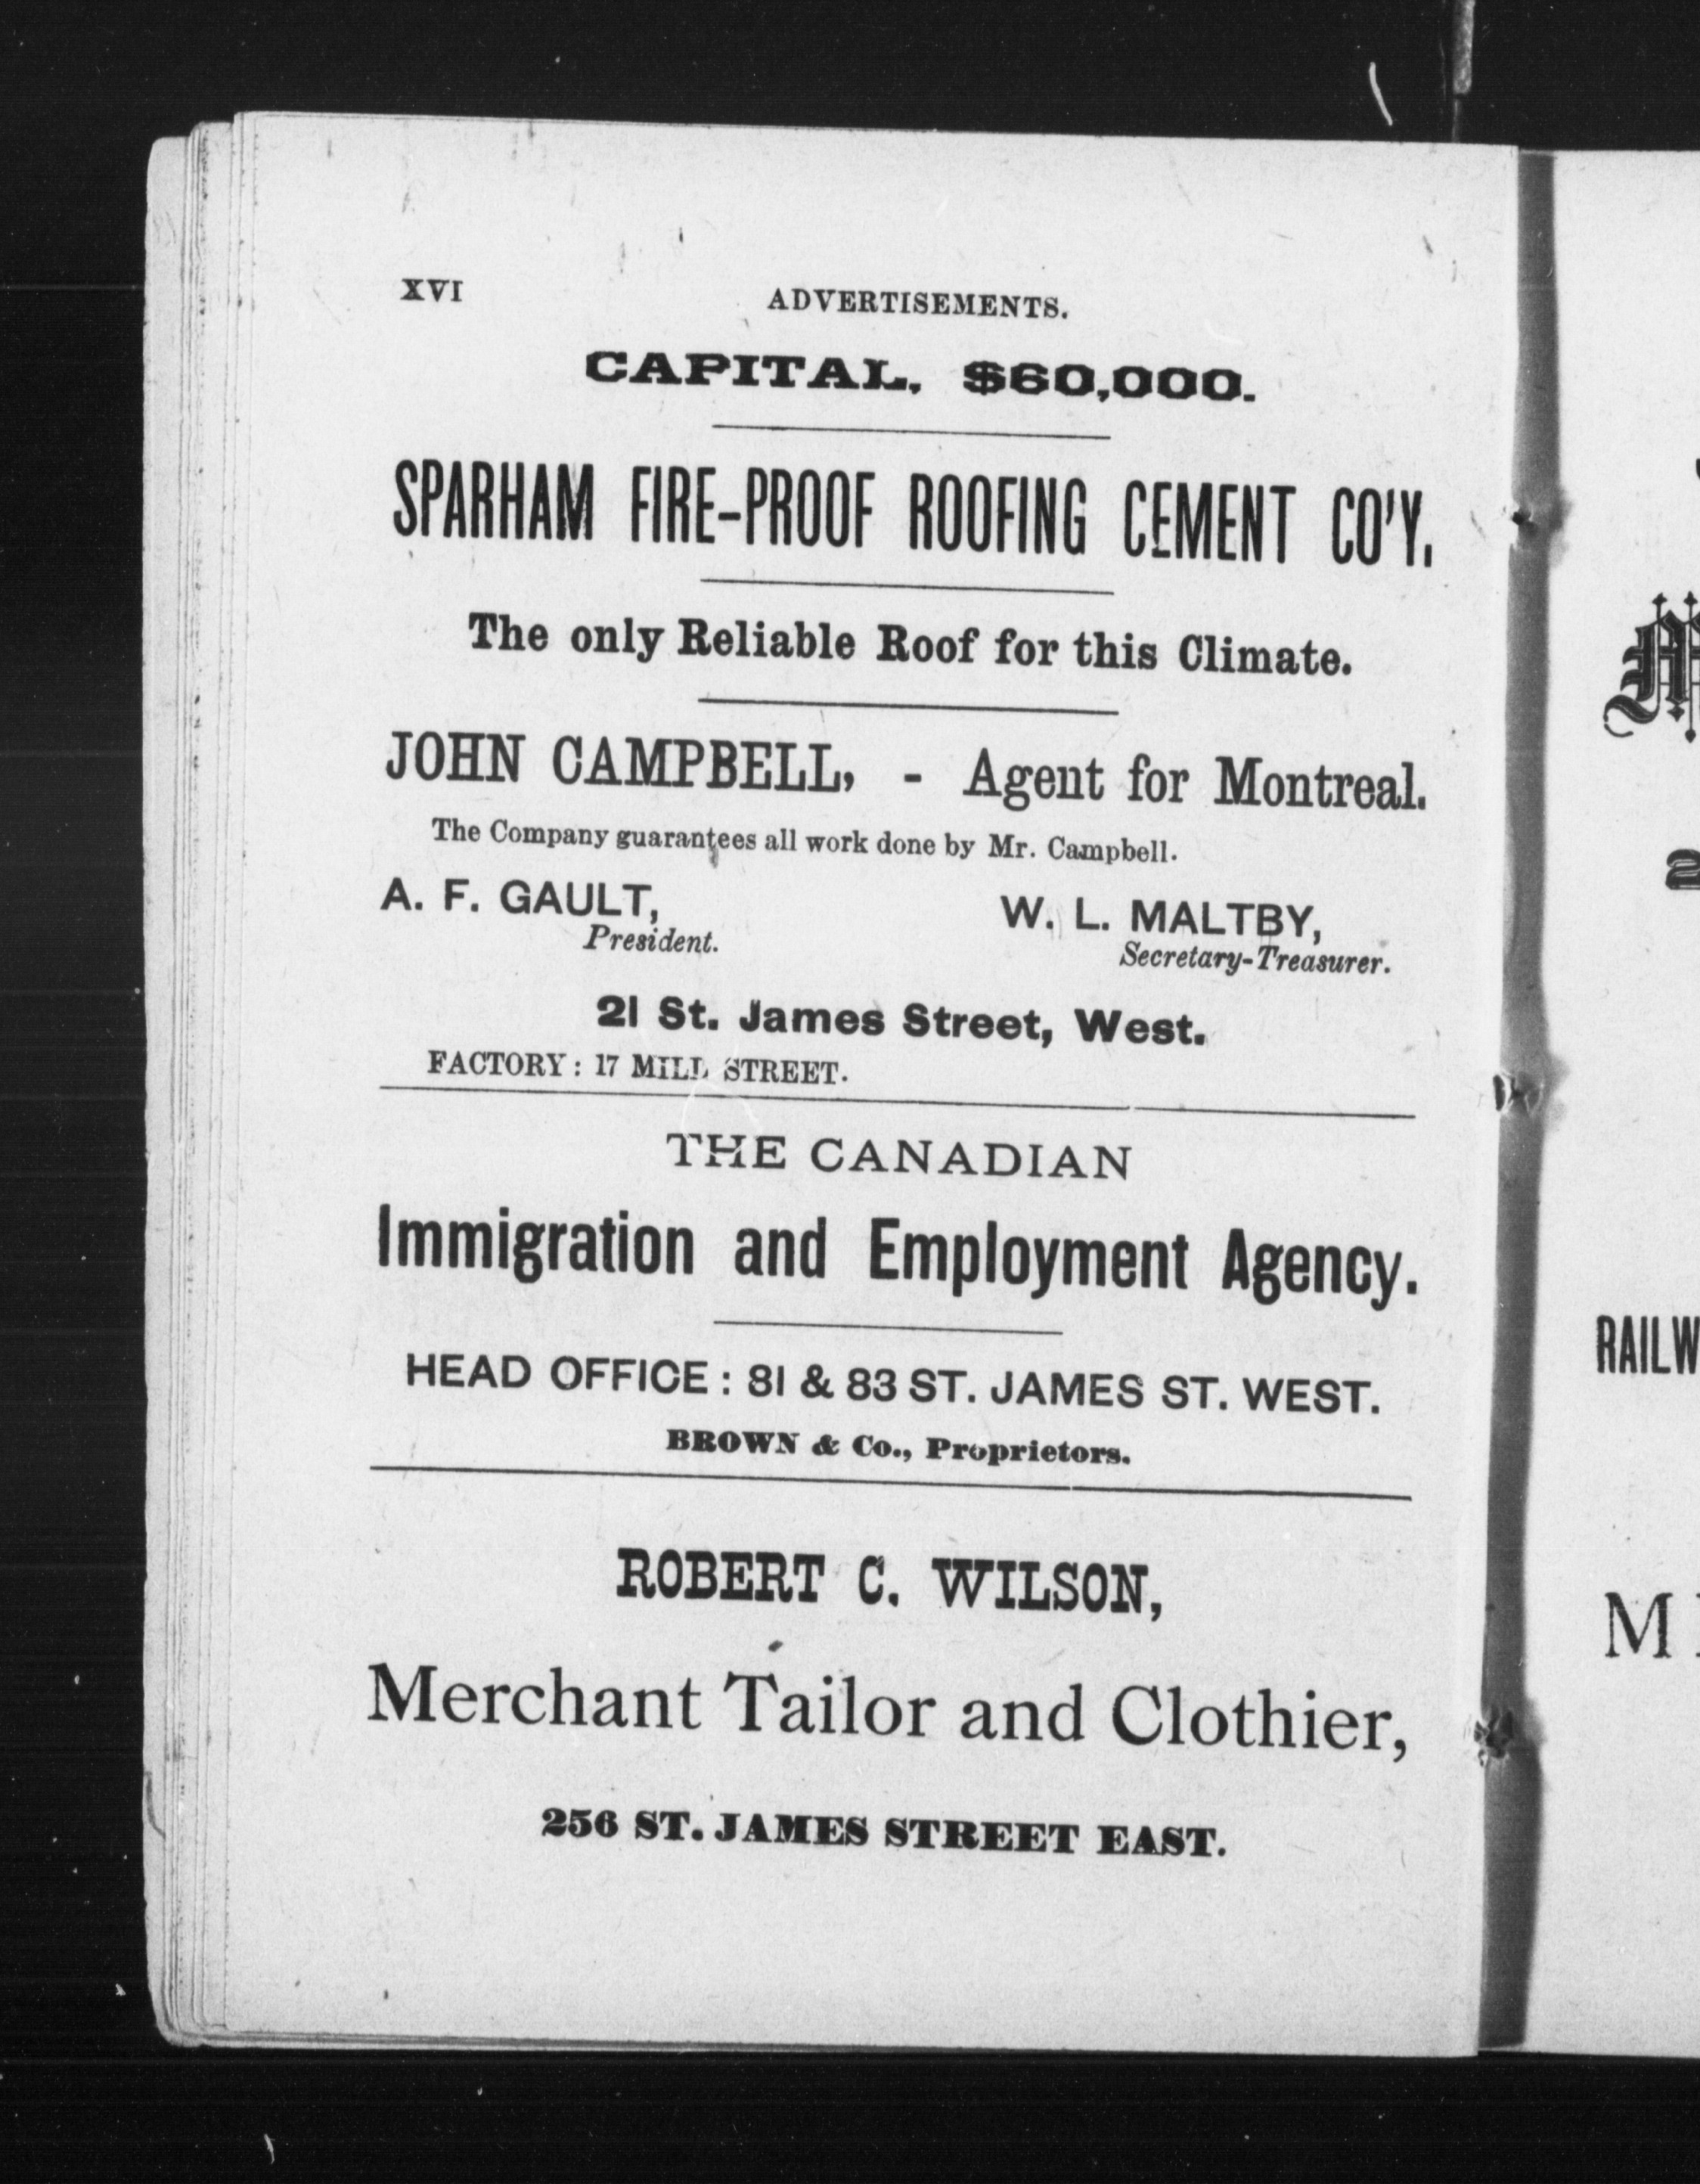 XVI
ADVERTISEMENTS.
CAPITAL, $60,000.
SPARHAM FIRE-PROOF ROOFING CEMENT CO'Y.
The only Reliable Roof for this Climate.
JOHN CAMPBELL, - Agent for Montreal.
The Company guarantees all work done by Mr. Campbell.
A. F. GAULT,
President.
W. L. MALTBY,
Secretary-Treasurer.
21 St. James Street, West.
FACTORY: 17 MILL STREET.
THE CANADIAN
Immigration and Employment Agency.
HEAD OFFICE: 81 & 83 ST. JAMES ST. WEST.
BROWN & Co., Proprietors.
ROBERT C. WILSON,
Merchant Tailor and Clothier,
256 ST. JAMES STREET EAST.
RAILW
M